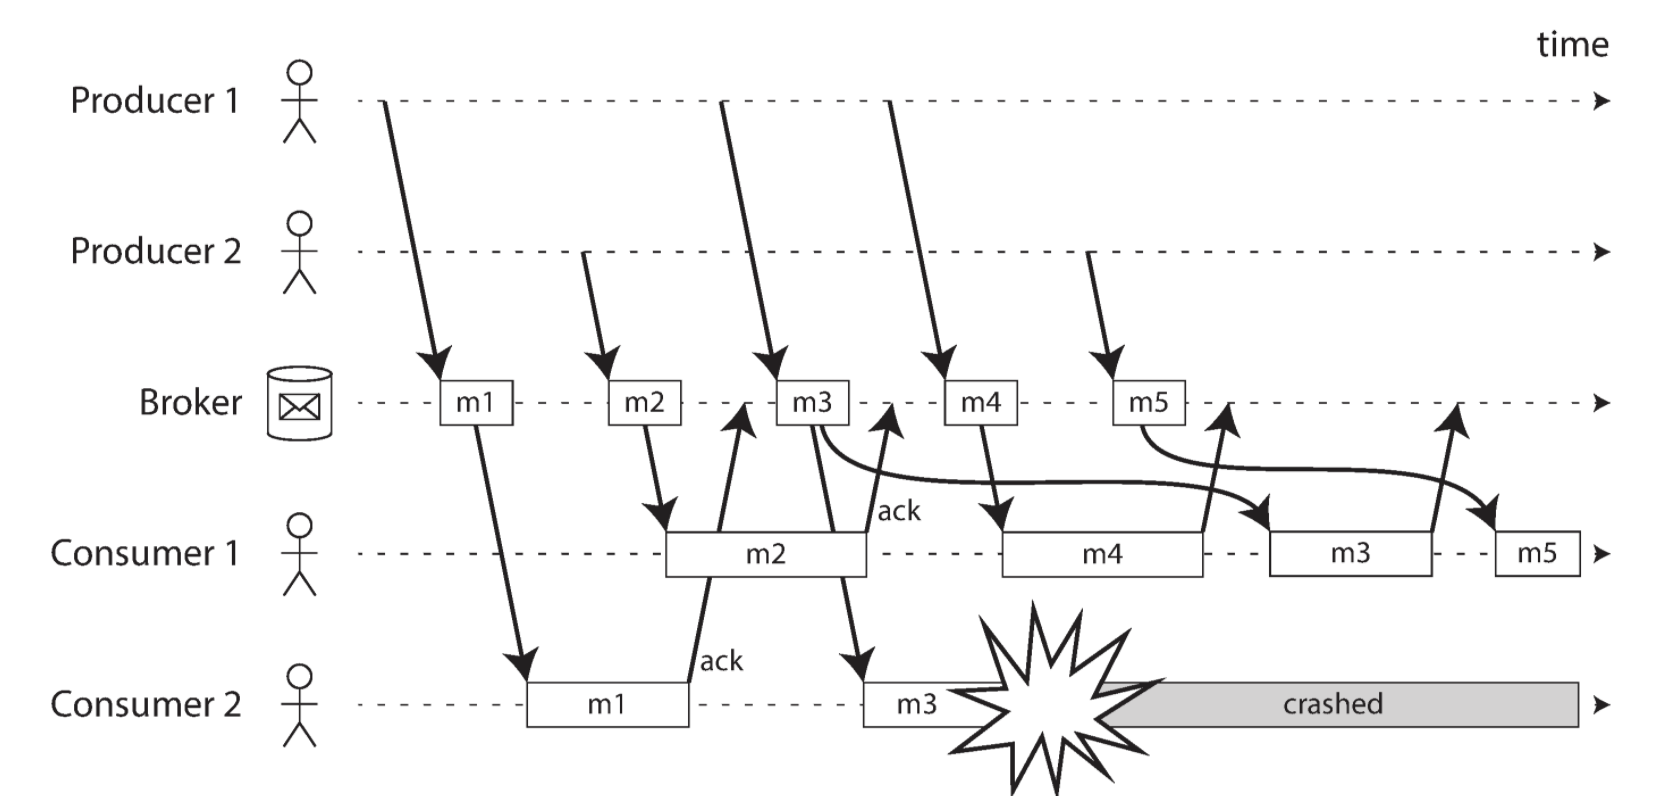 time
Producer 1
Producer 2
Broker
m1
m2
m3
m4
m5
ack
Consumer 1
m2
m4
m3
m5
ack
Consumer 2
m1
m3
crashed